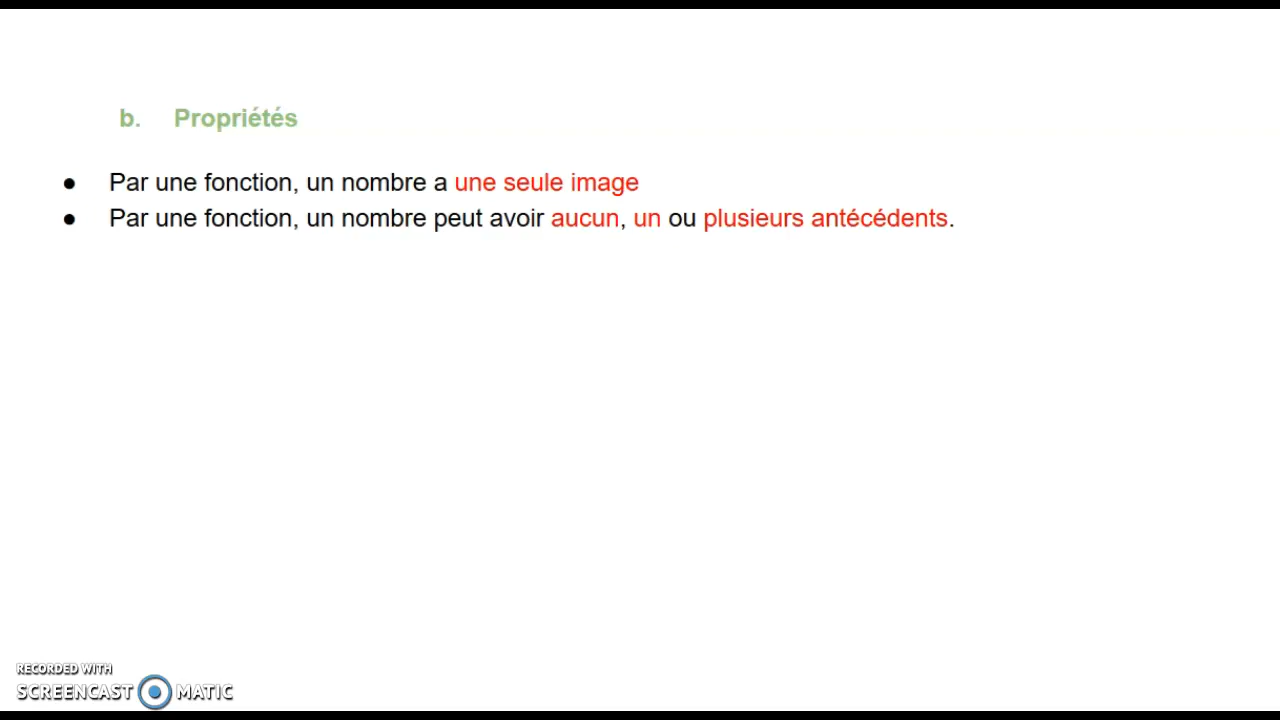 b. Propriétés
● Par une fonction, un nombre a une seule image
● Par une fonction, un nombre peut avoir aucun, un ou plusieurs antécédents.
RECORDED WITH
SCREENCAST MATIC